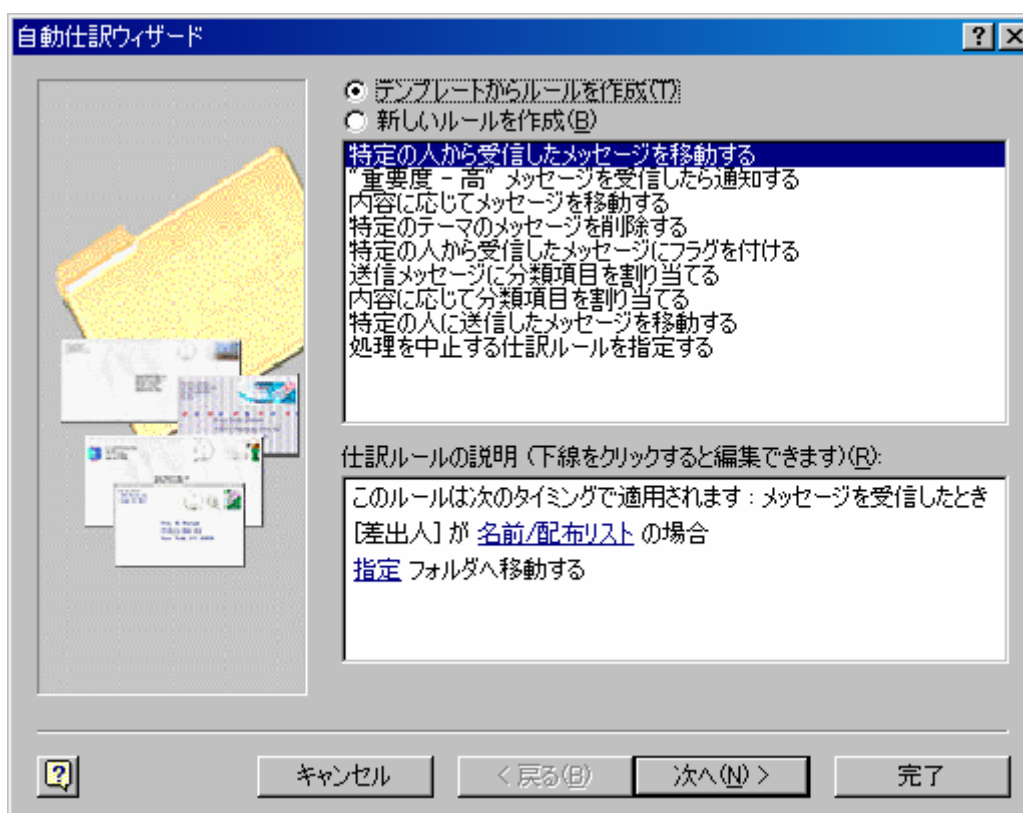 自動仕訳ウィザード
テンプレートからルールを作成(T)
新しいルールを作成(B)
特定の人から受信したメッセージを移動する
"重要度 - 高" メッセージを受信したら通知する
内容に応じてメッセージを移動する
特定のテーマのメッセージを削除する
特定の人から受信したメッセージにフラグを付ける
送信メッセージに分類項目を割り当てる
内容に応じて分類項目を割り当てる
特定の人に送信したメッセージを移動する
処理を中止する仕訳ルールを指定する
仕訳ルールの説明 (下線をクリックすると編集できます)(R):
このルールは次のタイミングで適用されます : メッセージを受信したとき
[差出人] が 名前/配布リスト の場合
指定 フォルダへ移動する
キャンセル
< 戻る(B)
次へ(N) >
完了